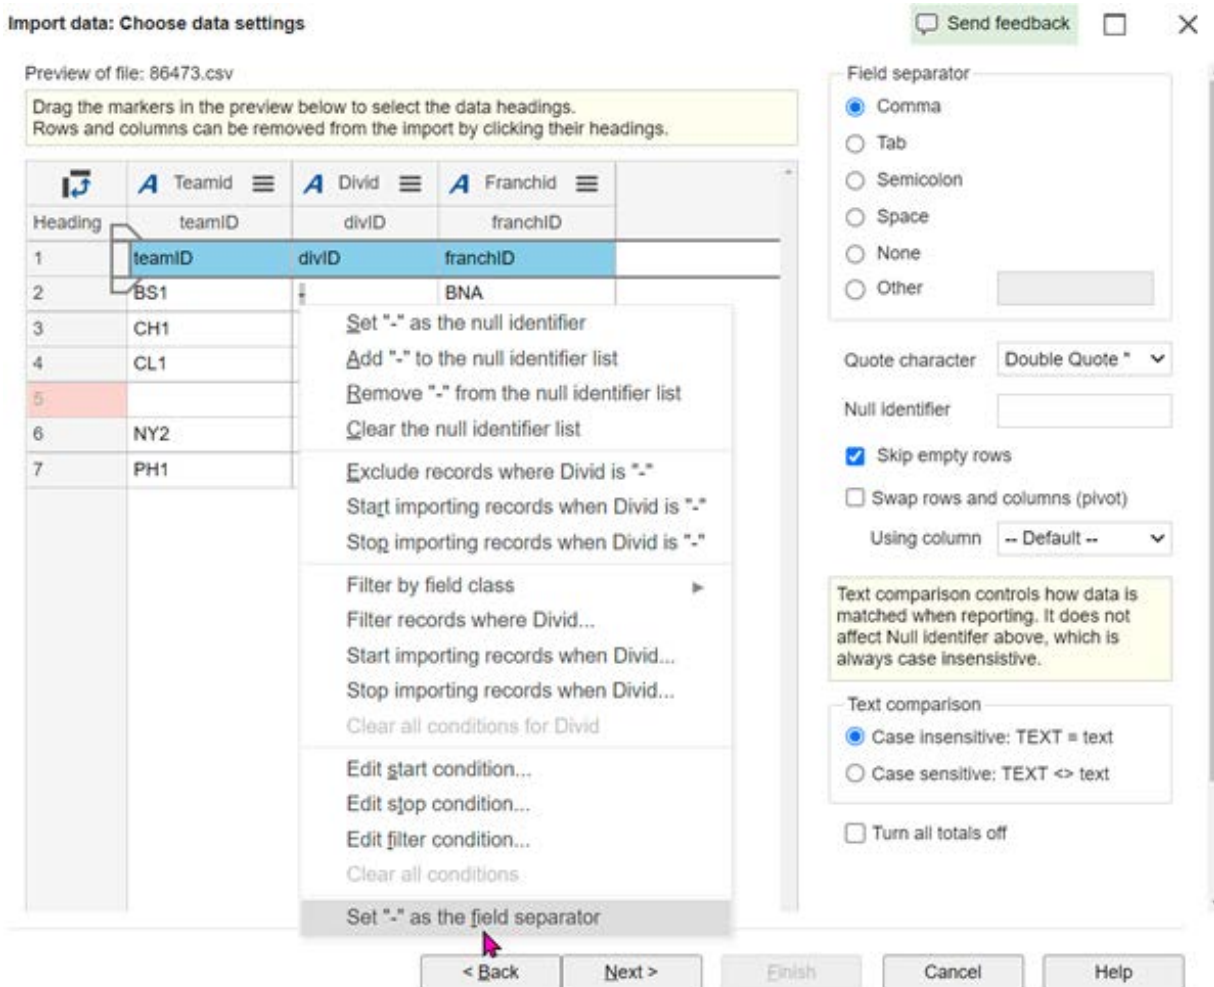 Import data: Choose data settings
Send feedback
Preview of file: 86473.csv
Drag the markers in the preview below to select the data headings.
Rows and columns can be removed from the import by clicking their headings.
A Teamid
A Divid
A Franchid
Heading teamID divID franchID
1 teamID divID franchID
2 BS1 - BNA
3 CH1
4 CL1
5
6 NY2
7 PH1
Set "-" as the null identifier
Add "-" to the null identifier list
Remove "-" from the null identifier list
Clear the null identifier list
Exclude records where Divid is "-"
Start importing records when Divid is "-"
Stop importing records when Divid is "-"
Filter by field class
Filter records where Divid...
Start importing records when Divid...
Stop importing records when Divid...
Clear all conditions for Divid
Edit start condition...
Edit stop condition...
Edit filter condition...
Clear all conditions
Set "-" as the field separator
Field separator
Comma
Tab
Semicolon
Space
None
Other
Quote character Double Quote "
Null identifier
Skip empty rows
Swap rows and columns (pivot)
Using column -- Default --
Text comparison controls how data is
matched when reporting. It does not
affect Null identifer above, which is
always case insensistive.
Text comparison
Case insensitive: TEXT = text
Case sensitive: TEXT <> text
Turn all totals off
< Back
Next >
Finish
Cancel
Help